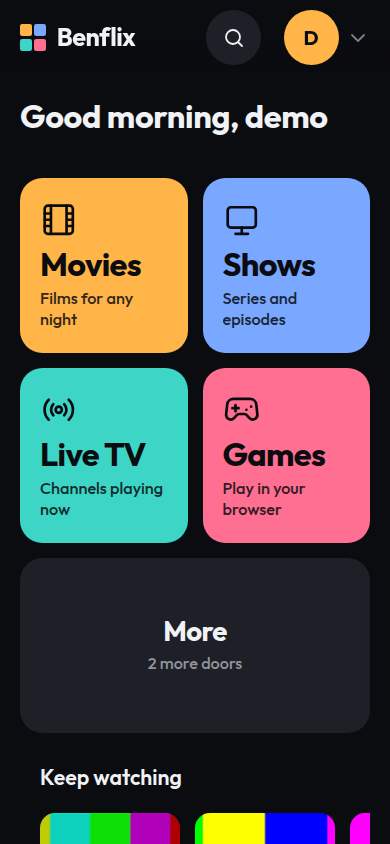 Benflix
D
Good morning, demo
Movies
Films for any
night
Shows
Series and
episodes
Live TV
Channels playing
now
Games
Play in your
browser
More
2 more doors
Keep watching